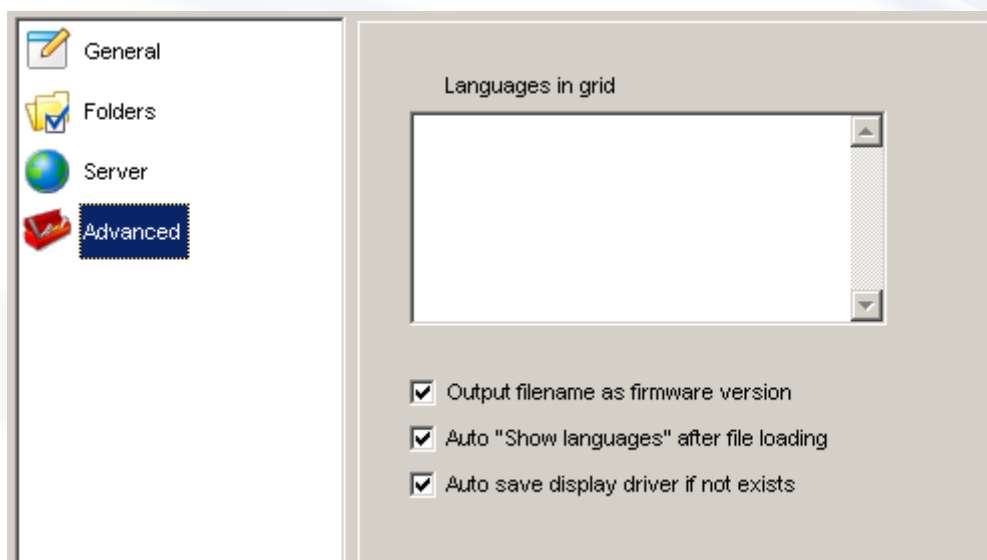 General
Folders
Server
Advanced
Languages in grid
Output filename as firmware version
Auto "Show languages" after file loading
Auto save display driver if not exists